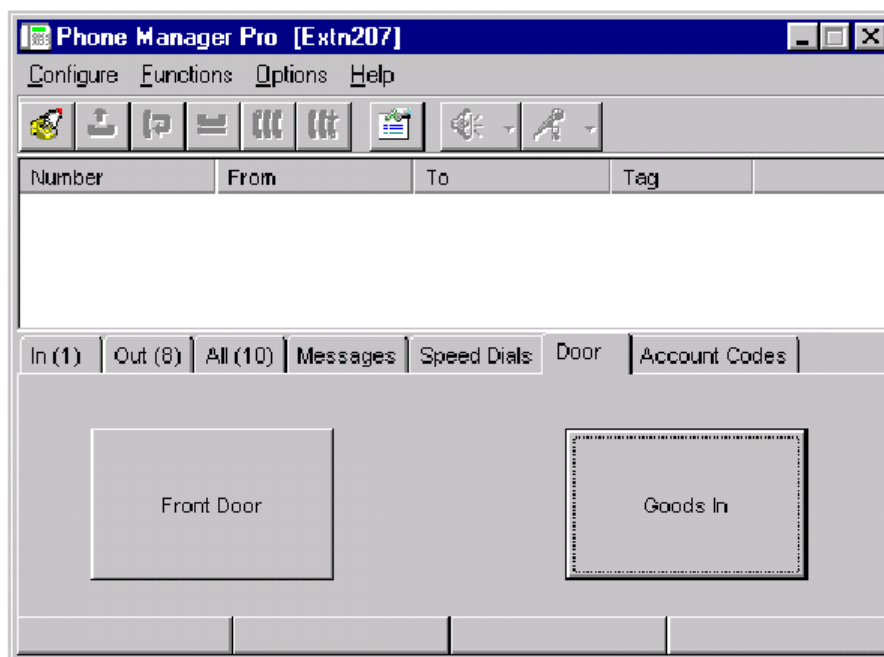 Phone Manager Pro [Extn207]
Configure Functions Options Help
Number From To Tag
In (1) Out (8) All (10) Messages Speed Dials Door Account Codes
Front Door Goods In